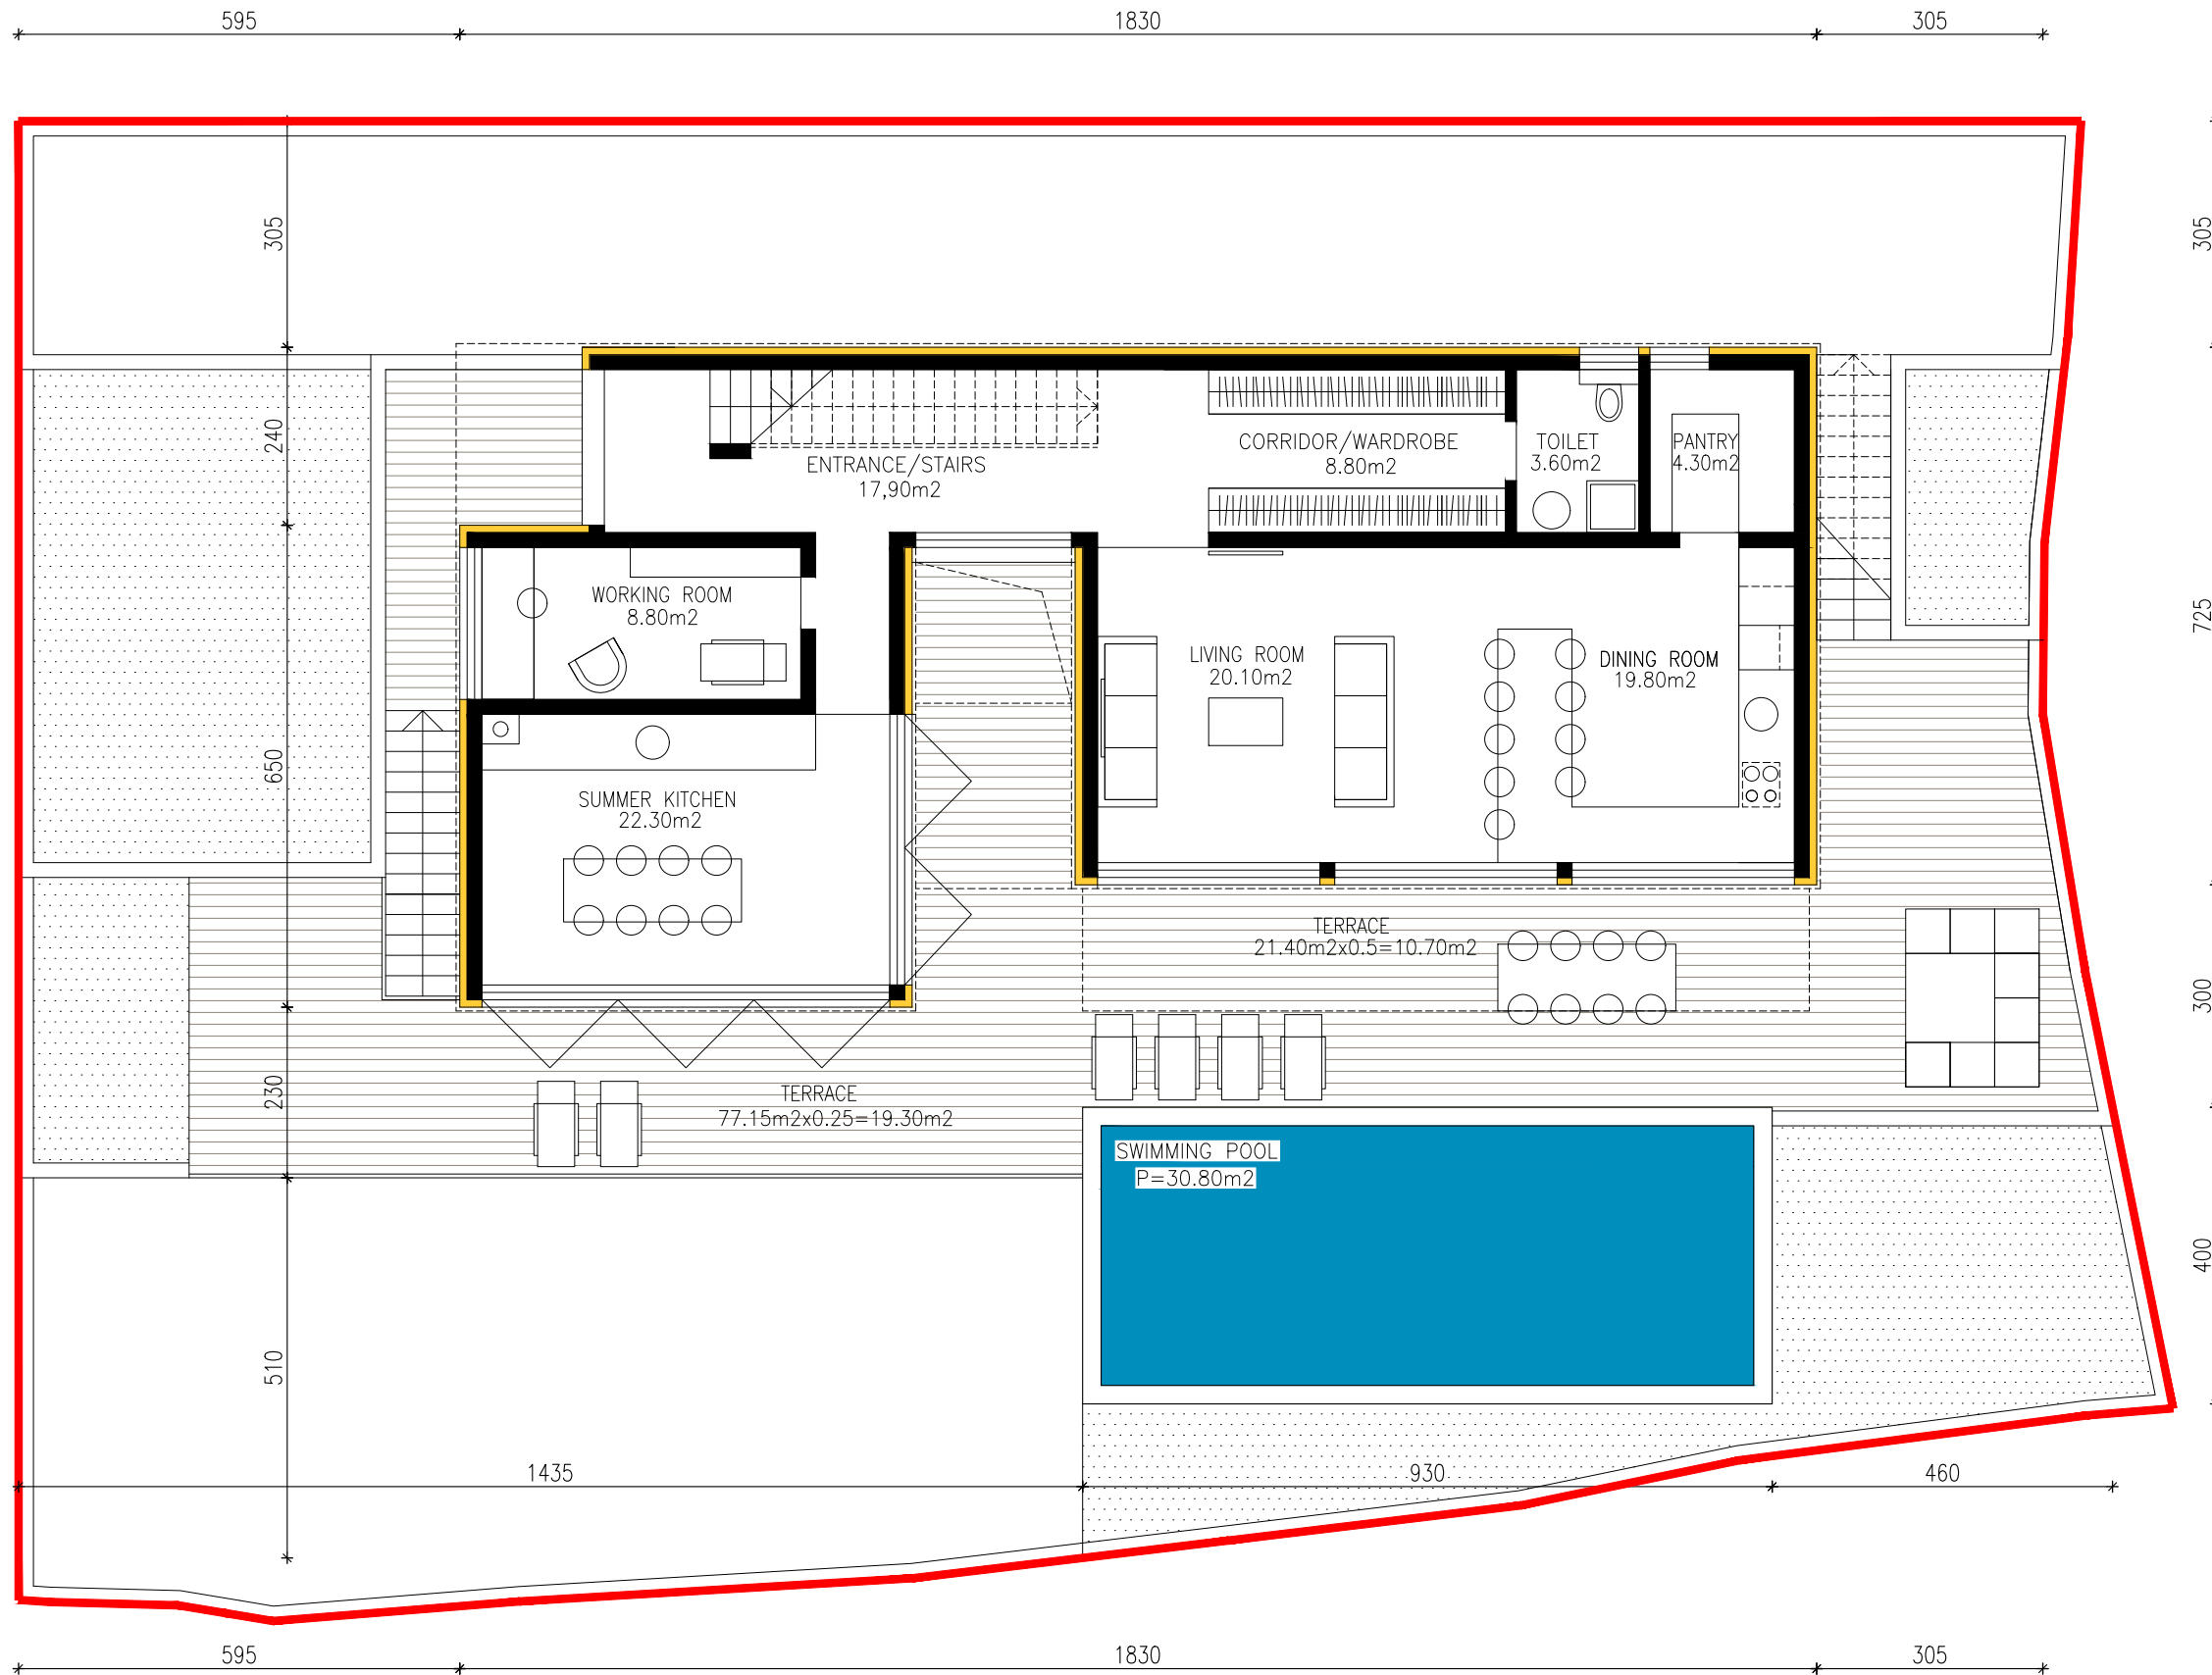 595
1830
305
305
305
240
CORRIDOR/WARDROBE
8.80m2
TOILET
3.60m2
PANTRY
4.30m2
ENTRANCE/STAIRS
17,90m2
WORKING ROOM
8.80m2
725
LIVING ROOM
20.10m2
DINING ROOM
19.80m2
650
SUMMER KITCHEN
22.30m2
TERRACE
21.40m2x0.5=10.70m2
300
230
TERRACE
77.15m2x0.25=19.30m2
SWIMMING POOL
P=30.80m2
400
510
1435
930
460
595
1830
305